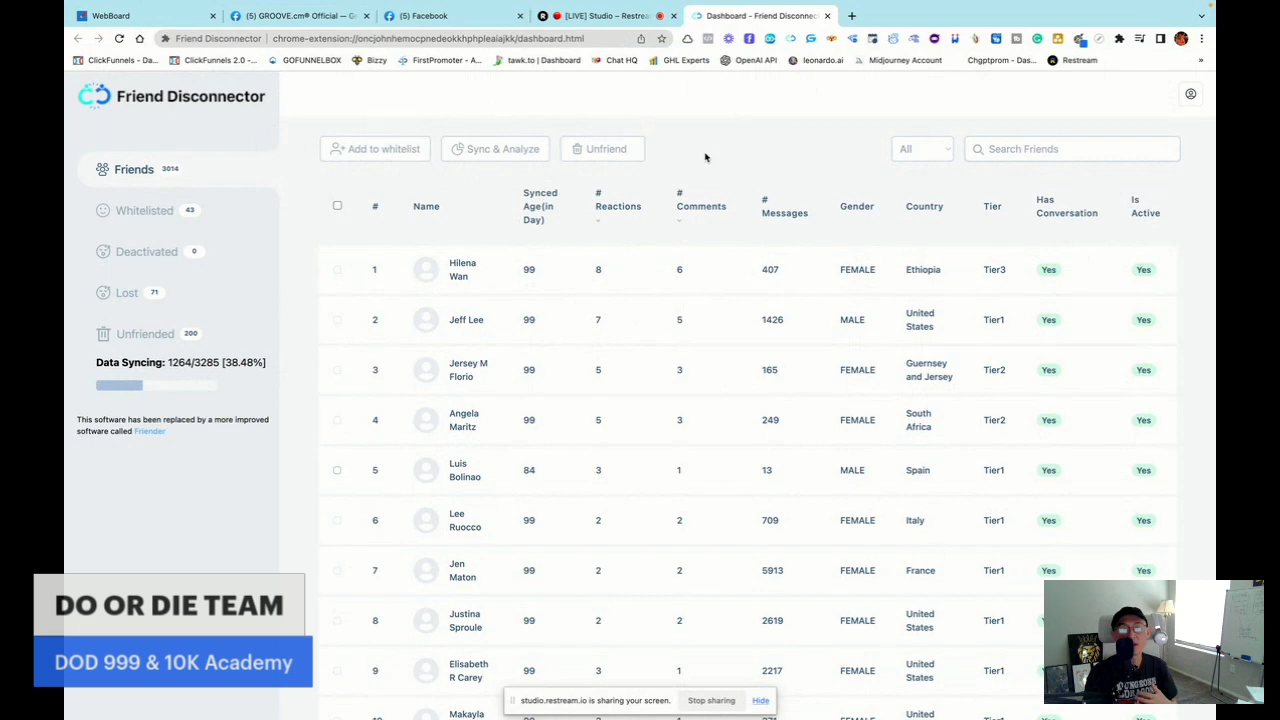 WebBoard
(5) GROOVE.cm® Official – G
(5) Facebook
[LIVE] Studio – Restrea
Dashboard - Friend Disconnec
Friend Disconnector
chrome-extension://oncjohnhemocpnedeokkhphpleaiajkk/dashboard.html
ClickFunnels - Da...
ClickFunnels 2.0 -...
GOFUNNELBOX
Bizzy
FirstPromoter - A...
tawk.to | Dashboard
Chat HQ
GHL Experts
OpenAI API
leonardo.ai
Midjourney Account
Chgptprom - Das...
Restream
»
Friend Disconnector
Friends 3014
Whitelisted 43
Deactivated 0
Lost 71
Unfriended 200
Data Syncing: 1264/3285 [38.48%]
This software has been replaced by a more improved
software called Friender
Add to whitelist
Sync & Analyze
Unfriend
All
Search Friends
# Name Synced Age(in Day) # Reactions # Comments # Messages Gender Country Tier Has Conversation Is Active
1 Hilena Wan 99 8 6 407 FEMALE Ethiopia Tier3 Yes Yes
2 Jeff Lee 99 7 5 1426 MALE United States Tier1 Yes Yes
3 Jersey M Florio 99 5 3 165 FEMALE Guernsey and Jersey Tier2 Yes Yes
4 Angela Maritz 99 5 3 249 FEMALE South Africa Tier2 Yes Yes
5 Luis Bolinao 84 3 1 13 MALE Spain Tier1 Yes Yes
6 Lee Ruocco 99 2 2 709 FEMALE Italy Tier1 Yes Yes
7 Jen Maton 99 2 2 5913 FEMALE France Tier1 Yes Yes
8 Justina Sproule 99 2 2 2619 FEMALE United States Tier1
9 Elisabeth R Carey 99 3 1 2217 FEMALE United States Tier1
Makayla
DO OR DIE TEAM
DOD 999 & 10K Academy
studio.restream.io is sharing your screen.
Stop sharing
Hide